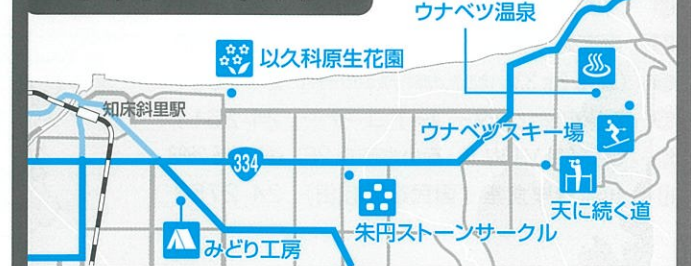 ウナベツ温泉
以久科原生花園
知床斜里駅
ウナベツスキー場
334
天に続く道
朱円ストーンサークル
みどり工房